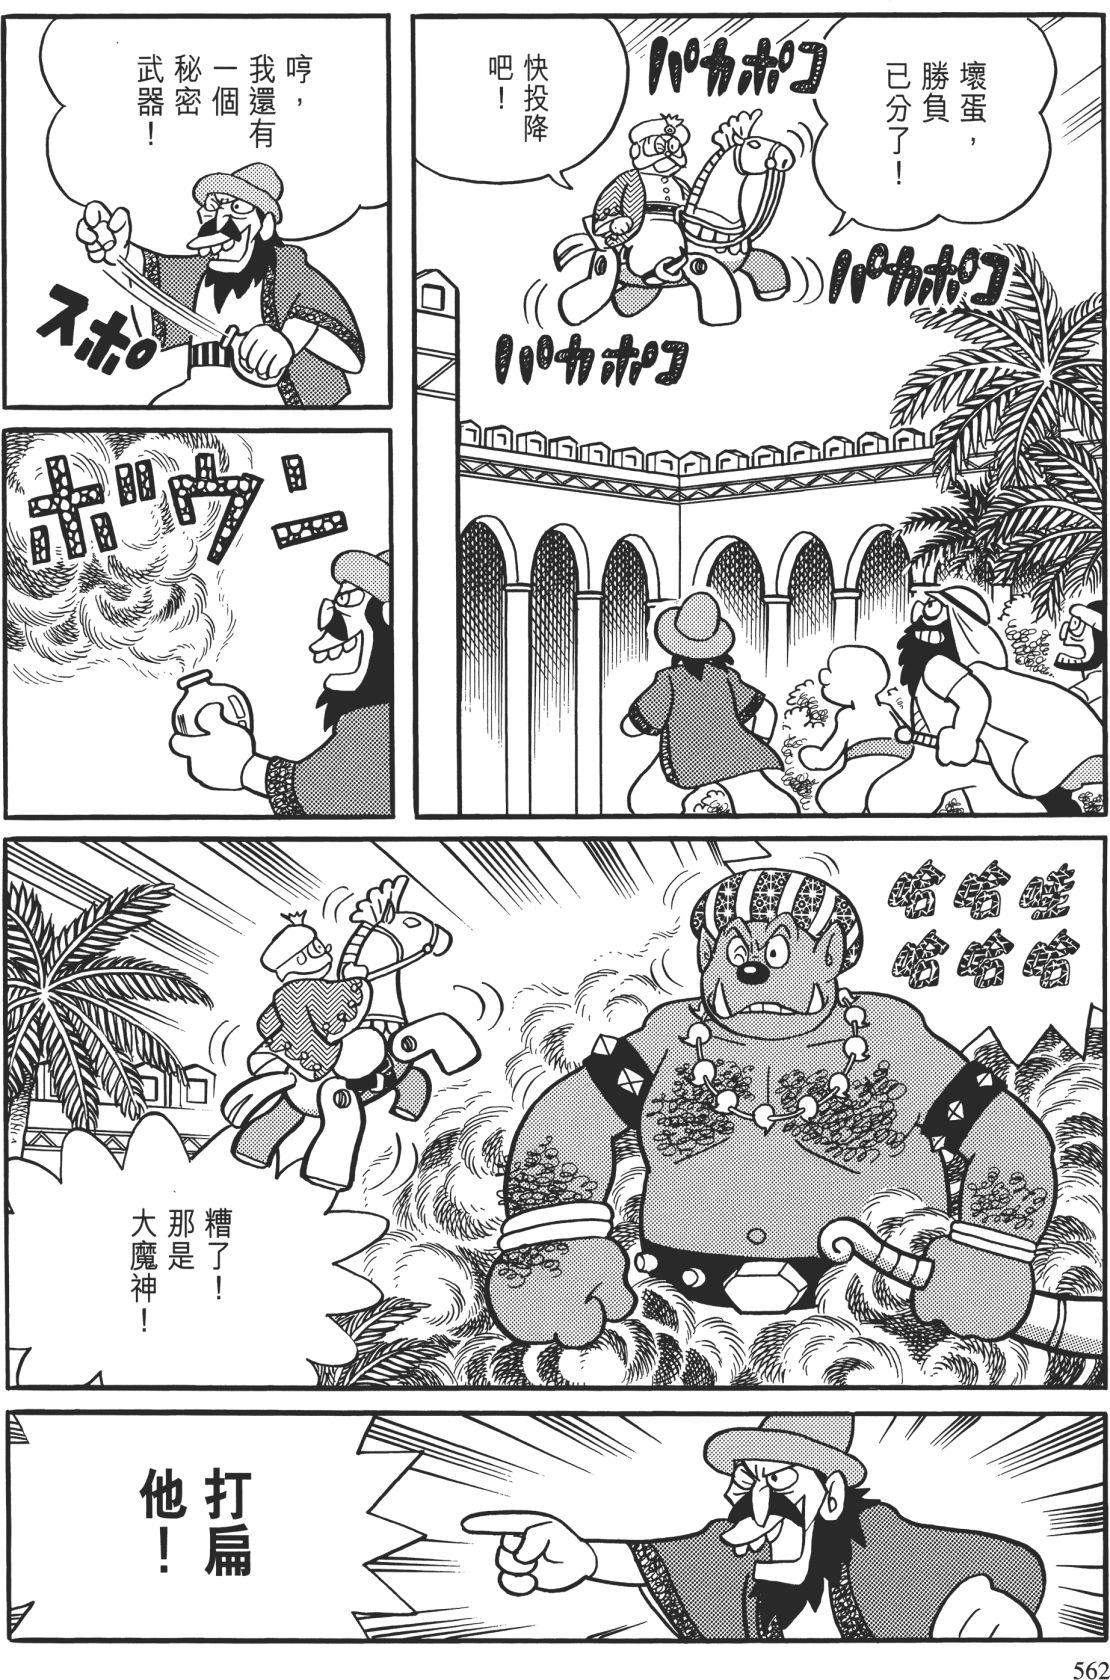 壞蛋，
勝負
已分了！
パカポコ
快投降
吧！
パカポコ
パカポコ
哼，
我還有
一個
秘密
武器！
スポ
ボワーン
哇哈哈
哈哈哈
糟了！
那是
大魔神！
打扁
他！
562